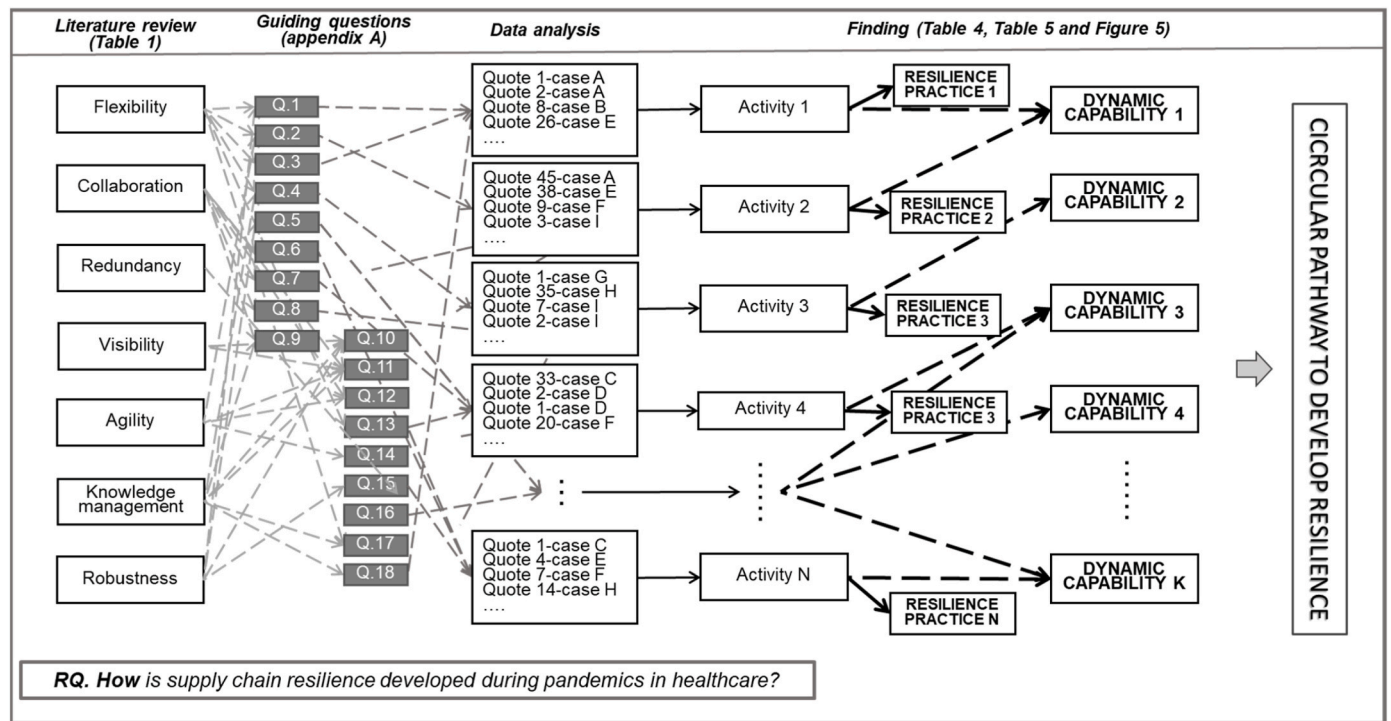 Literature review
(Table 1)
Guiding questions
(appendix A)
Data analysis
Finding (Table 4, Table 5 and Figure 5)
Flexibility
Collaboration
Redundancy
Visibility
Agility
Knowledge
management
Robustness
Q.1
Q.2
Q.3
Q.4
Q.5
Q.6
Q.7
Q.8
Q.9
Q.10
Q.11
Q.12
Q.13
Q.14
Q.15
Q.16
Q.17
Q.18
Quote 1-case A
Quote 2-case A
Quote 8-case B
Quote 26-case E
....
Quote 45-case A
Quote 38-case E
Quote 9-case F
Quote 3-case I
....
Quote 1-case G
Quote 35-case H
Quote 7-case I
Quote 2-case I
....
Quote 33-case C
Quote 2-case D
Quote 1-case D
Quote 20-case F
....
Quote 1-case C
Quote 4-case E
Quote 7-case F
Quote 14-case H
....
Activity 1
Activity 2
Activity 3
Activity 4
Activity N
RESILIENCE
PRACTICE 1
RESILIENCE
PRACTICE 2
RESILIENCE
PRACTICE 3
RESILIENCE
PRACTICE 3
RESILIENCE
PRACTICE N
DYNAMIC
CAPABILITY 1
DYNAMIC
CAPABILITY 2
DYNAMIC
CAPABILITY 3
DYNAMIC
CAPABILITY 4
DYNAMIC
CAPABILITY K
CICRCULAR PATHWAY TO DEVELOP RESILIENCE
RQ. How is supply chain resilience developed during pandemics in healthcare?